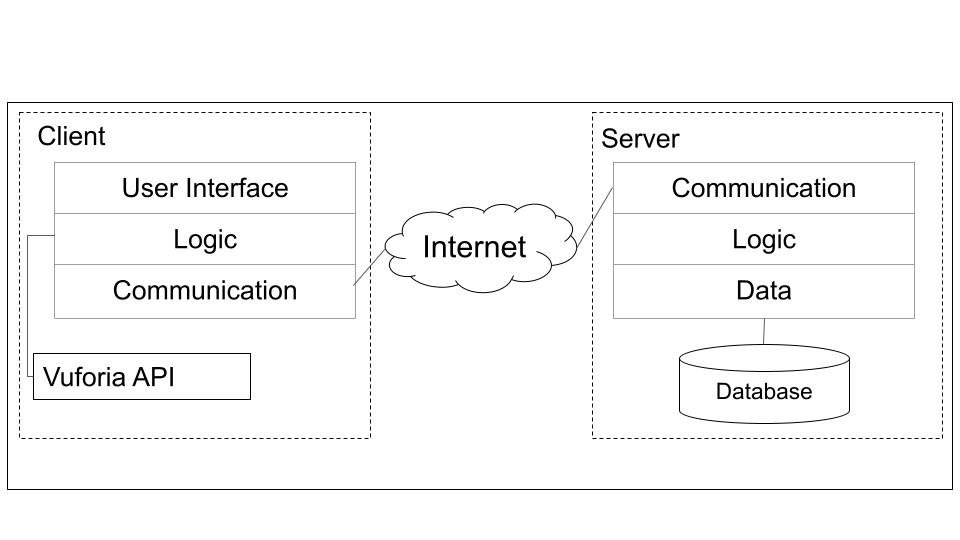 Client
User Interface
Logic
Communication
Vuforia API
Internet
Server
Communication
Logic
Data
Database